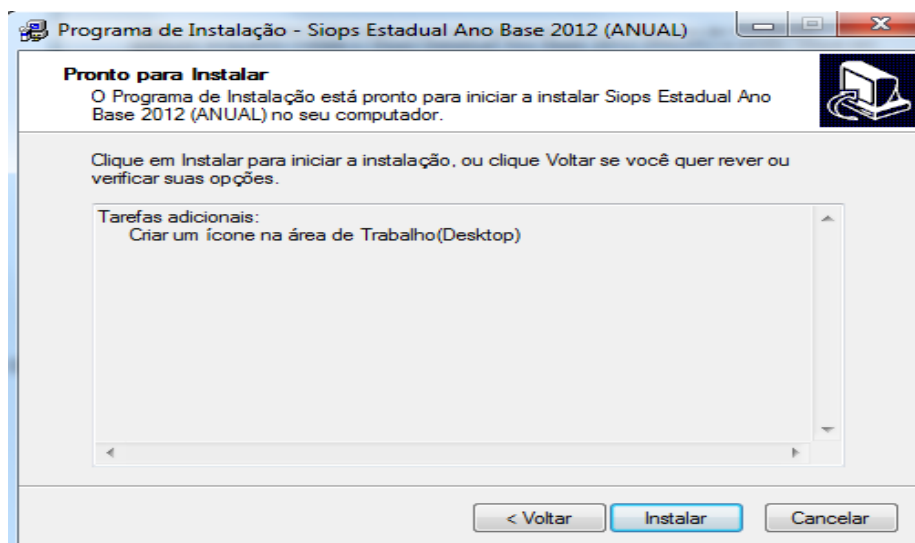 Programa de Instalação - Siops Estadual Ano Base 2012 (ANUAL)
Pronto para Instalar
O Programa de Instalação está pronto para iniciar a instalar Siops Estadual Ano
Base 2012 (ANUAL) no seu computador.
Clique em Instalar para iniciar a instalação, ou clique Voltar se você quer rever ou
verificar suas opções.
Tarefas adicionais:
Criar um ícone na área de Trabalho(Desktop)
< Voltar
Instalar
Cancelar